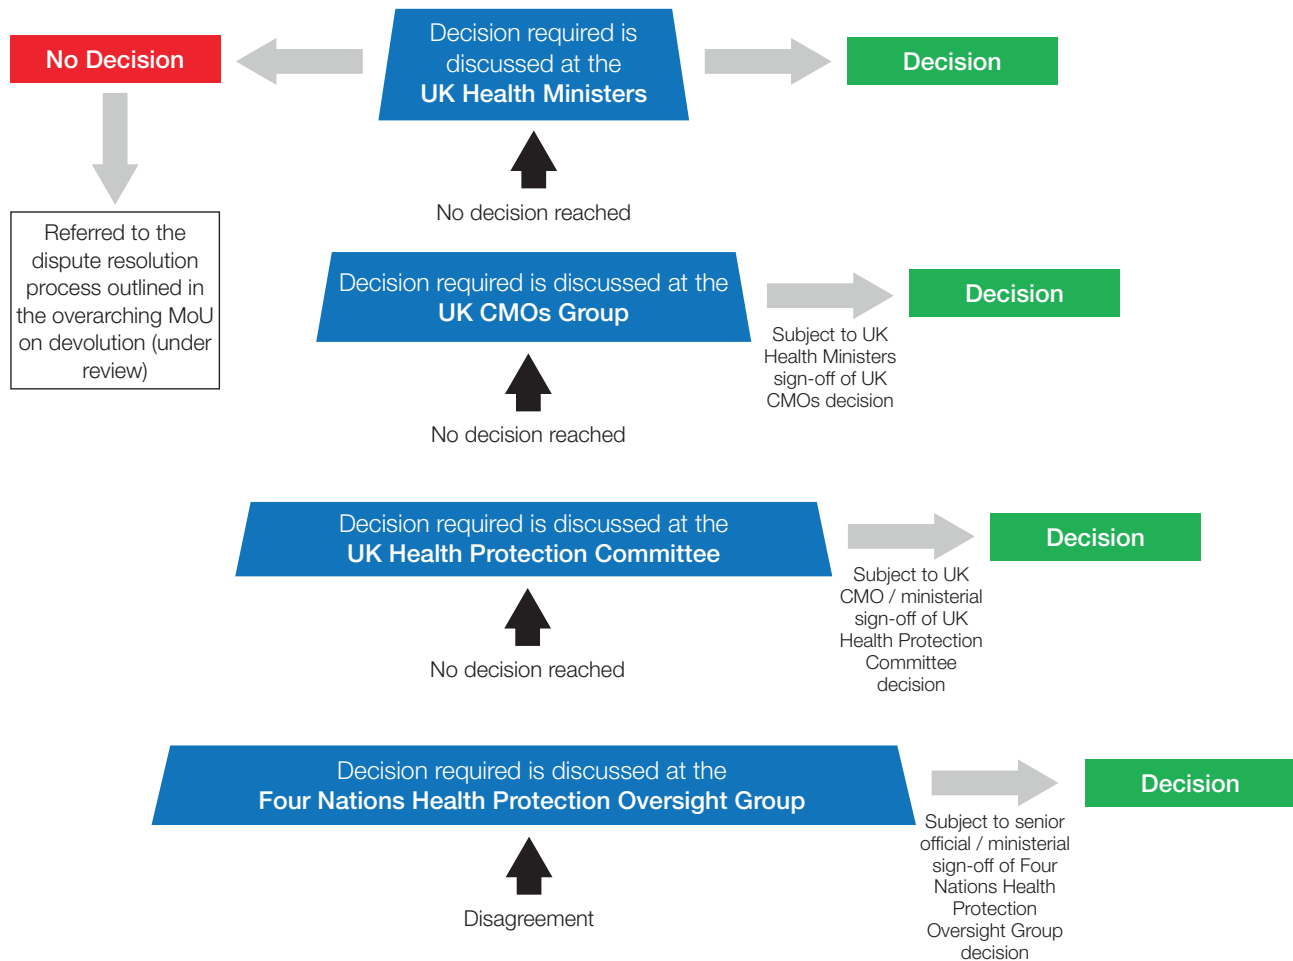 No Decision
Decision required is
discussed at the
UK Health Ministers
Decision
No decision reached
Referred to the
dispute resolution
process outlined in
the overarching MoU
on devolution (under
review)
Decision required is discussed at the
UK CMOs Group
Decision
Subject to UK
Health Ministers
sign-off of UK
CMOs decision
No decision reached
Decision required is discussed at the
UK Health Protection Committee
Decision
Subject to UK
CMO / ministerial
sign-off of UK
Health Protection
Committee
decision
No decision reached
Decision required is discussed at the
Four Nations Health Protection Oversight Group
Decision
Subject to senior
official / ministerial
sign-off of Four
Nations Health
Protection
Oversight Group
decision
Disagreement